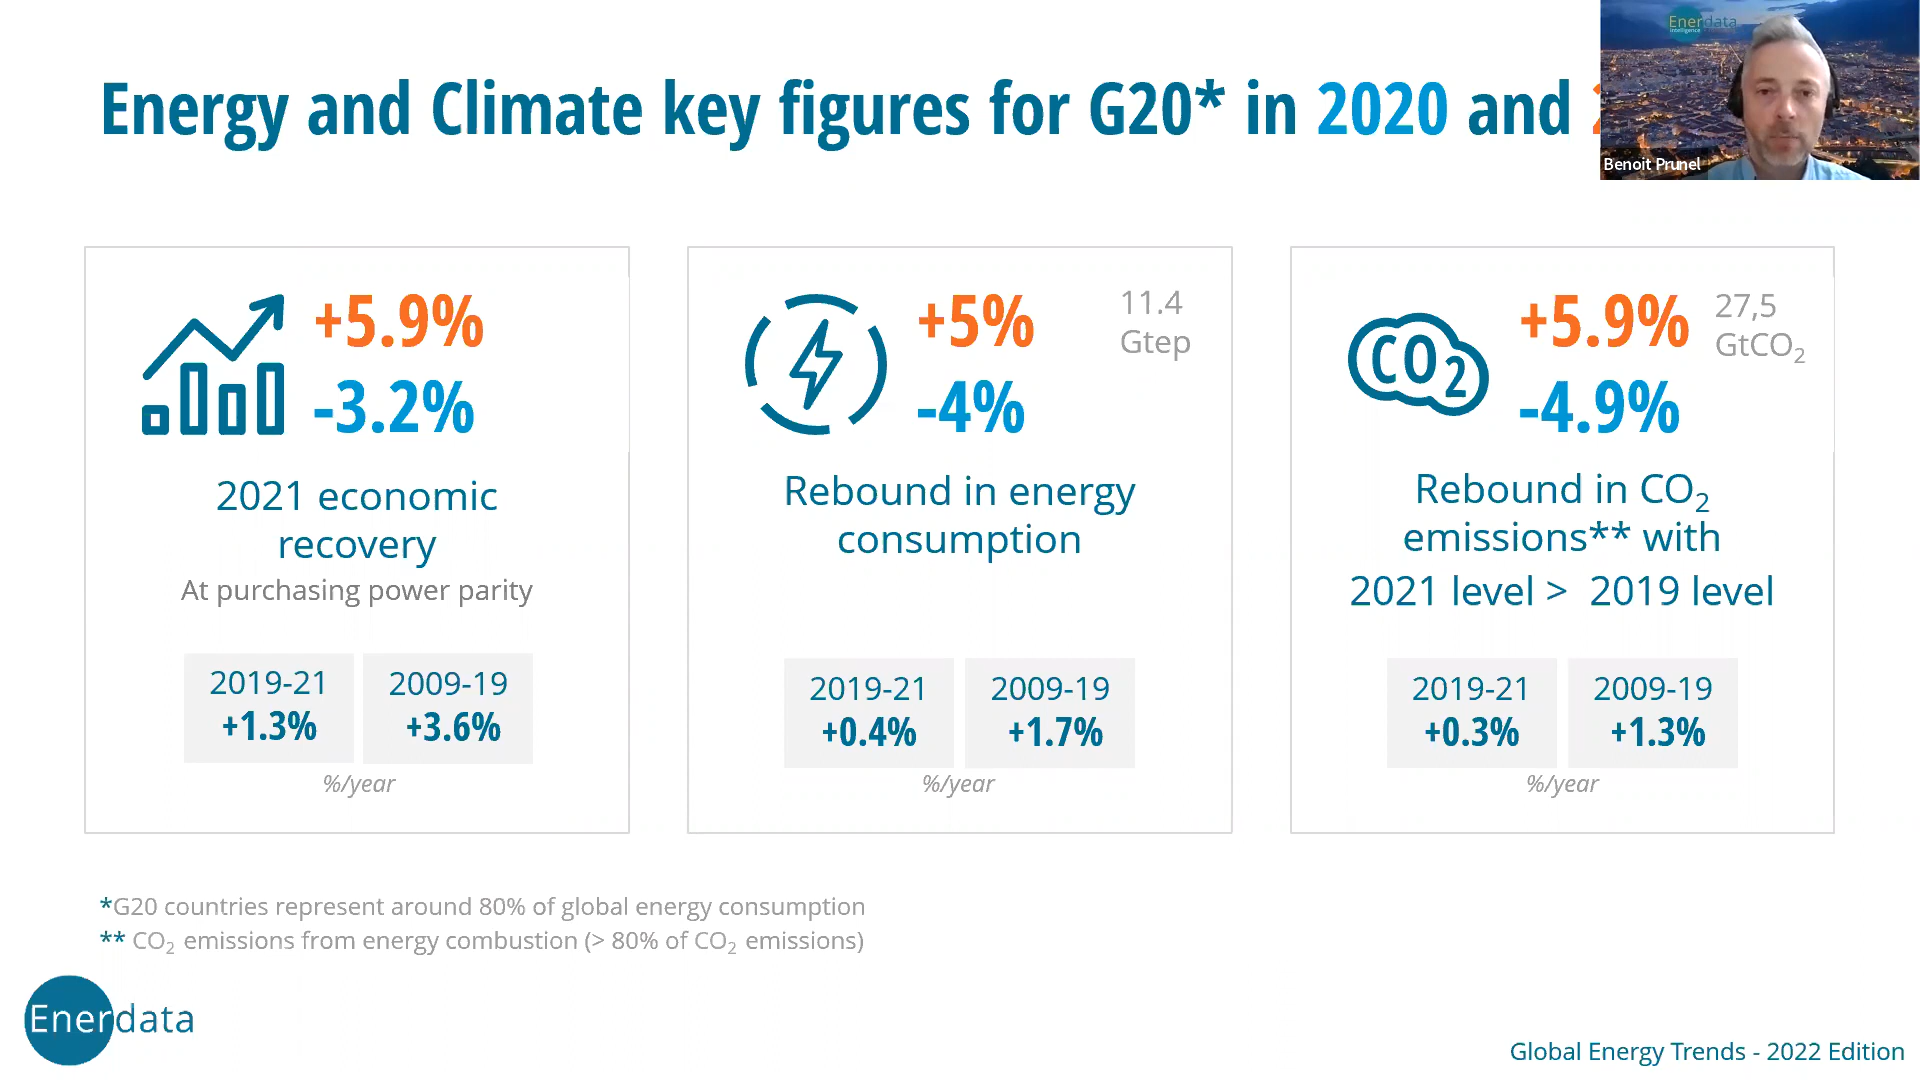 Energy and Climate key figures for G20* in 2020 and
Enerdata
intelligence
Benoit Prunel
+5.9%
-3.2%
2021 economic
recovery
At purchasing power parity
2019-21
+1.3%
2009-19
+3.6%
%/year
+5%
-4%
11.4
Gtep
Rebound in energy
consumption
2019-21
+0.4%
2009-19
+1.7%
%/year
CO2
+5.9%
-4.9%
27,5
GtCO₂
Rebound in CO₂
emissions** with
2021 level > 2019 level
2019-21
+0.3%
2009-19
+1.3%
%/year
*G20 countries represent around 80% of global energy consumption
** CO₂ emissions from energy combustion (> 80% of CO₂ emissions)
Enerdata
Global Energy Trends - 2022 Edition